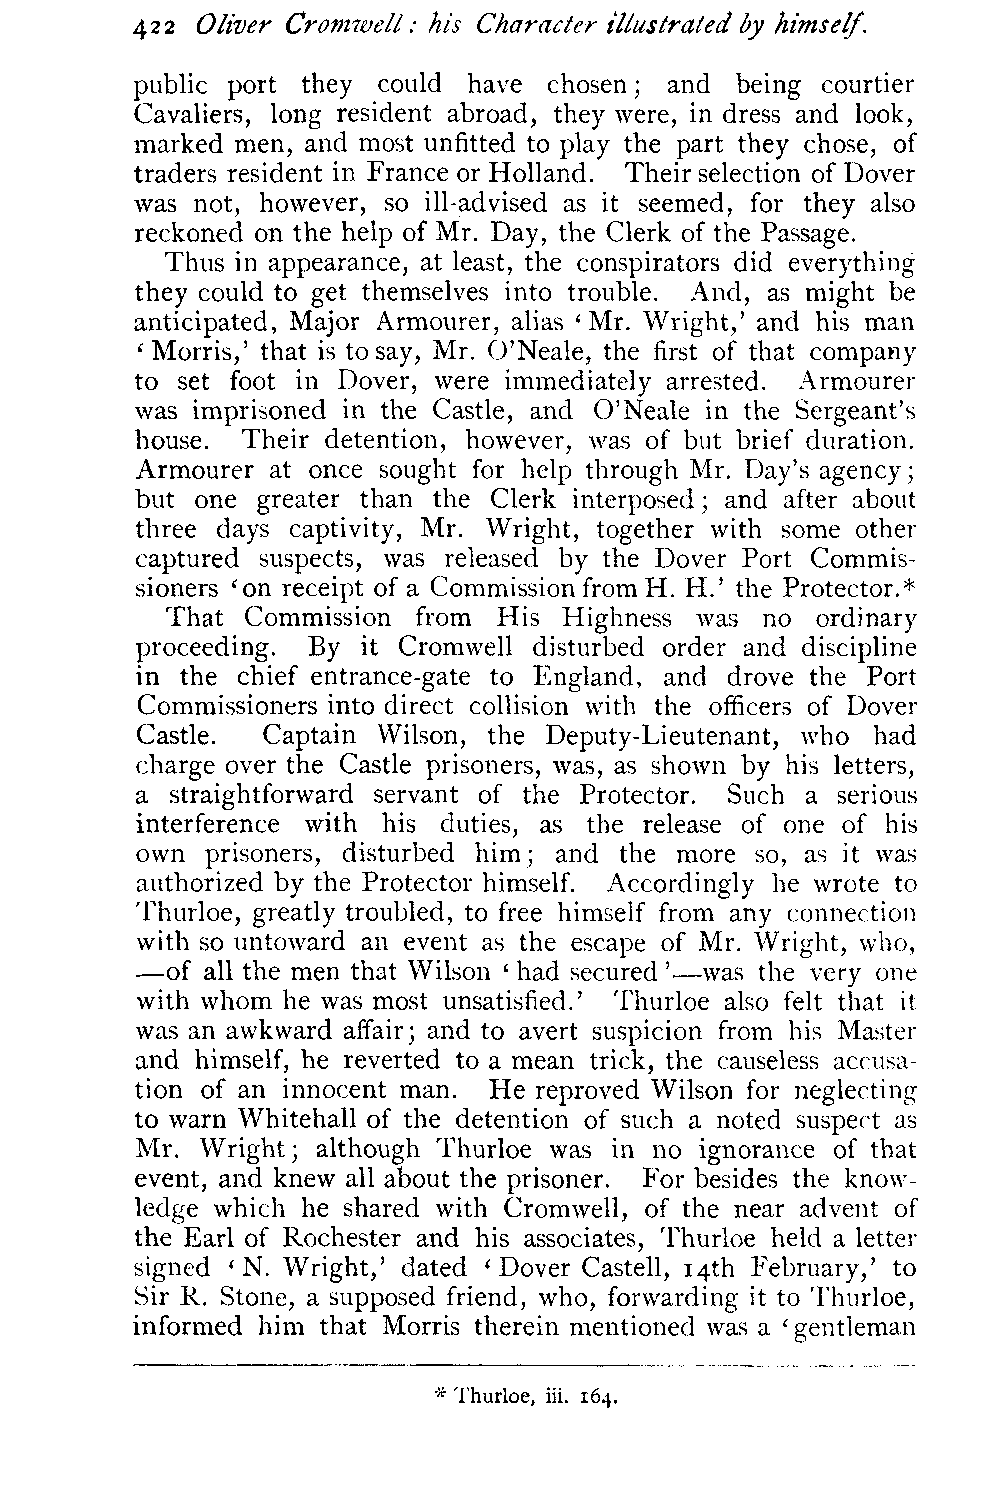 422 Oliver Cromwell: his Character illustrated by himself.
public port they could have chosen; and being courtier
Cavaliers, long resident abroad, they were, in dress and look,
marked men, and most unfitted to play the part they chose, of
traders resident in France or Holland. Their selection of Dover
was not, however, so ill-advised as it seemed, for they also
reckoned on the help of Mr. Day, the Clerk of the Passage.
Thus in appearance, at least, the conspirators did everything
they could to get themselves into trouble. And, as might be
anticipated, Major Armourer, alias ‘Mr. Wright,’ and his man
‘Morris,’ that is to say, Mr. O’Neale, the first of that company
to set foot in Dover, were immediately arrested. Armourer
was imprisoned in the Castle, and O’Neale in the Sergeant’s
house. Their detention, however, was of but brief duration.
Armourer at once sought for help through Mr. Day’s agency;
but one greater than the Clerk interposed; and after about
three days captivity, Mr. Wright, together with some other
captured suspects, was released by the Dover Port Commis-
sioners ‘on receipt of a Commission from H. H.’ the Protector.*
That Commission from His Highness was no ordinary
proceeding. By it Cromwell disturbed order and discipline
in the chief entrance-gate to England, and drove the Port
Commissioners into direct collision with the officers of Dover
Castle. Captain Wilson, the Deputy-Lieutenant, who had
charge over the Castle prisoners, was, as shown by his letters,
a straightforward servant of the Protector. Such a serious
interference with his duties, as the release of one of his
own prisoners, disturbed him; and the more so, as it was
authorized by the Protector himself. Accordingly he wrote to
Thurloe, greatly troubled, to free himself from any connection
with so untoward an event as the escape of Mr. Wright, who,
—of all the men that Wilson ‘had secured’—was the very one
with whom he was most unsatisfied.’ Thurloe also felt that it
was an awkward affair; and to avert suspicion from his Master
and himself, he reverted to a mean trick, the causeless accusa-
tion of an innocent man. He reproved Wilson for neglecting
to warn Whitehall of the detention of such a noted suspect as
Mr. Wright; although Thurloe was in no ignorance of that
event, and knew all about the prisoner. For besides the know-
ledge which he shared with Cromwell, of the near advent of
the Earl of Rochester and his associates, Thurloe held a letter
signed ‘N. Wright,’ dated ‘Dover Castell, 14th February,’ to
Sir R. Stone, a supposed friend, who, forwarding it to Thurloe,
informed him that Morris therein mentioned was a ‘gentleman
* Thurloe, iii. 164.